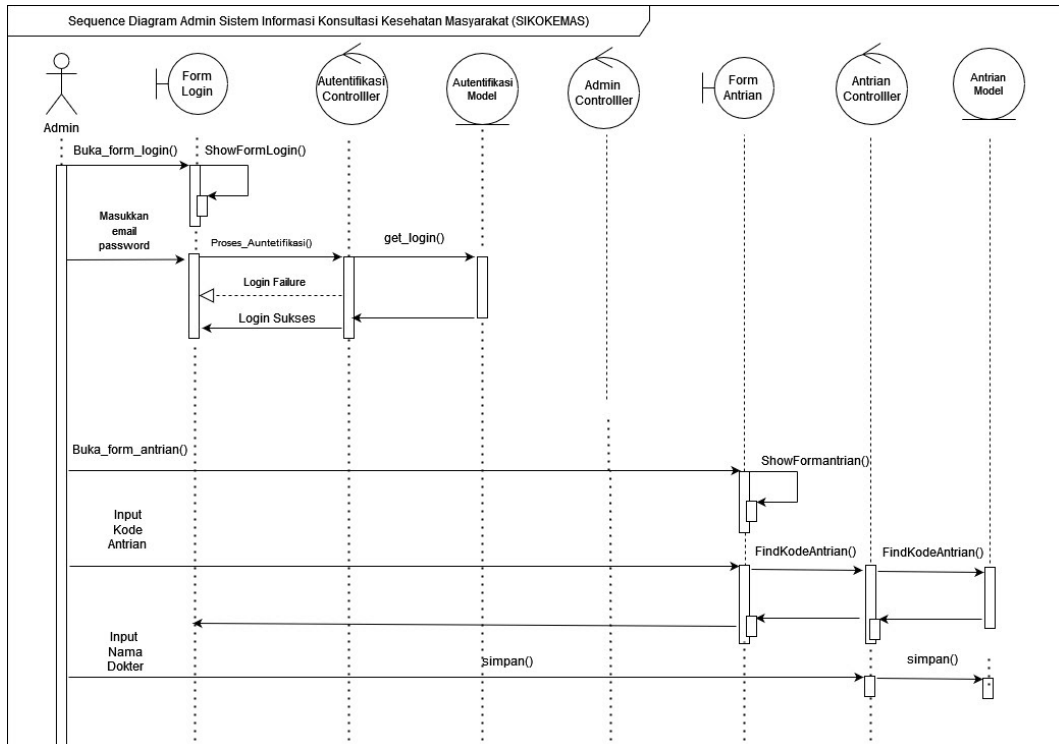 Sequence Diagram Admin Sistem Informasi Konsultasi Kesehatan Masyarakat (SIKOKEMAS)
Form
Login
Autentifikasi
Controlller
Autentifikasi
Model
Admin
Controlller
Form
Antrian
Antrian
Controlller
Antrian
Model
Admin
Buka_form_login()
ShowFormLogin()
Masukkan
email
password
Proses_Auntetifikasi()
get_login()
Login Failure
Login Sukses
Buka_form_antrian()
ShowFormantrian()
Input
Kode
Antrian
FindKodeAntrian()
FindKodeAntrian()
Input
Nama
Dokter
simpan()
simpan()